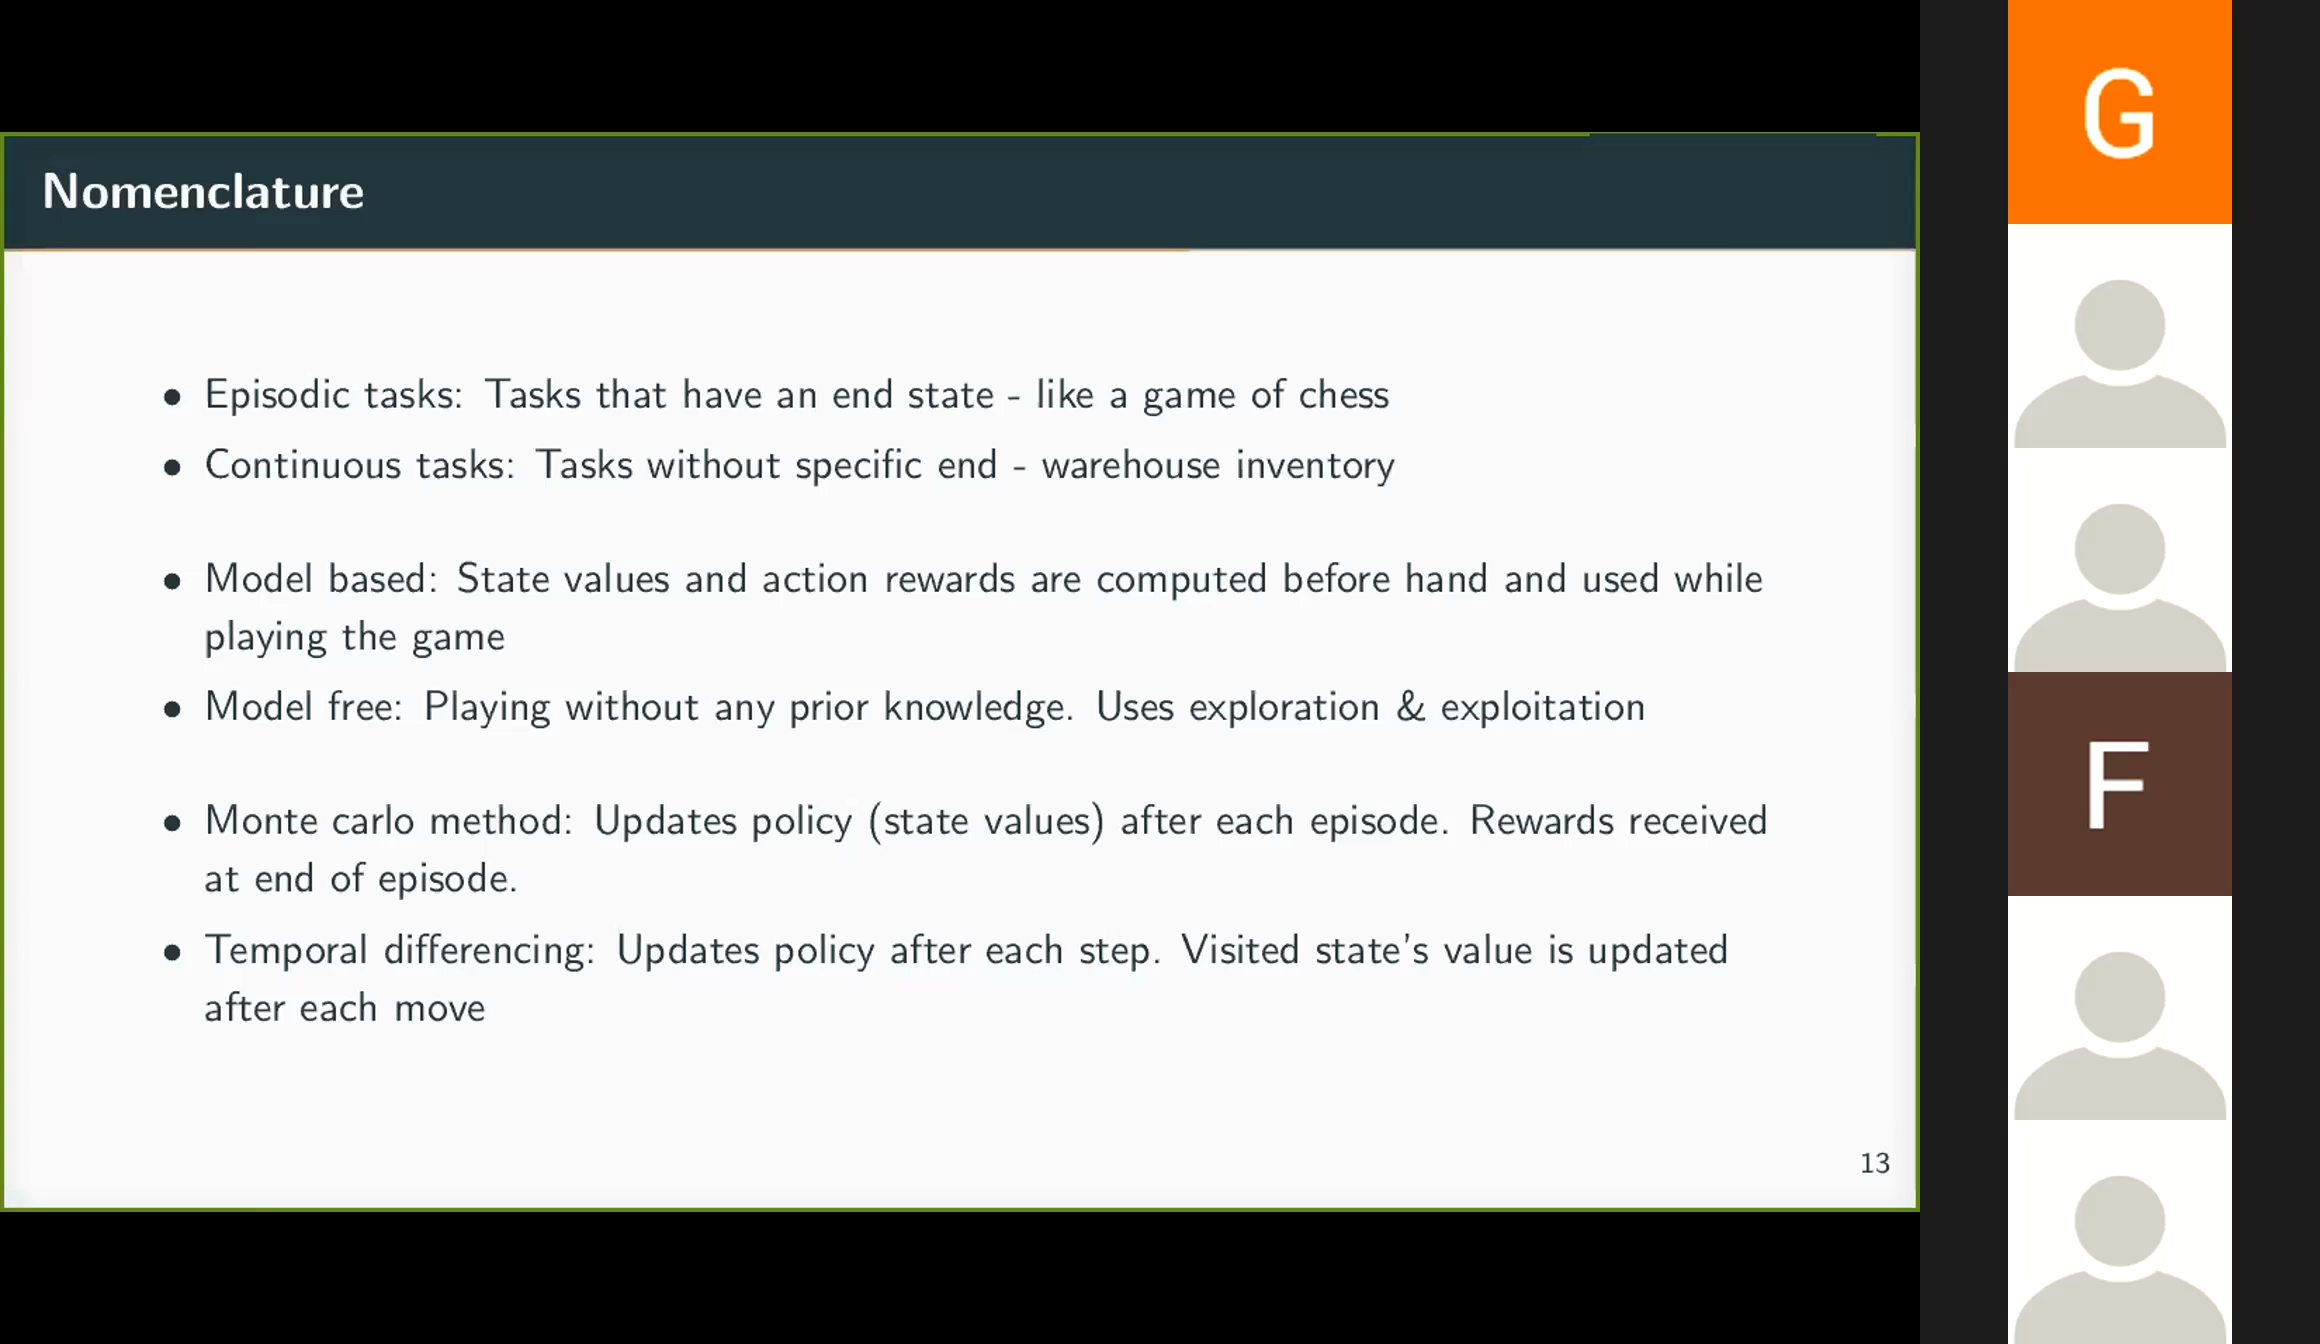 Nomenclature
• Episodic tasks: Tasks that have an end state - like a game of chess
• Continuous tasks: Tasks without specific end - warehouse inventory
• Model based: State values and action rewards are computed before hand and used while
playing the game
• Model free: Playing without any prior knowledge. Uses exploration & exploitation
• Monte carlo method: Updates policy (state values) after each episode. Rewards received
at end of episode.
• Temporal differencing: Updates policy after each step. Visited state's value is updated
after each move
13
G
F